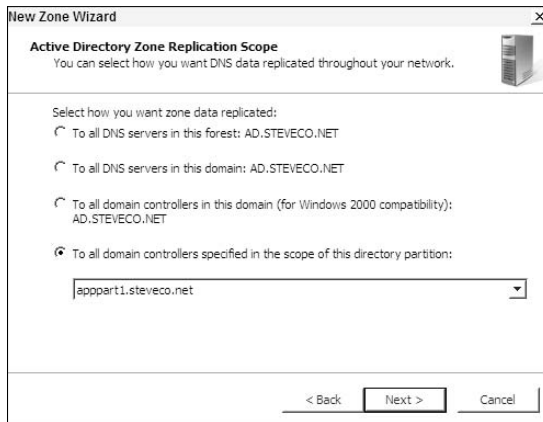 New Zone Wizard
Active Directory Zone Replication Scope
You can select how you want DNS data replicated throughout your network.
Select how you want zone data replicated:
To all DNS servers in this forest: AD.STEVECO.NET
To all DNS servers in this domain: AD.STEVECO.NET
To all domain controllers in this domain (for Windows 2000 compatibility):
AD.STEVECO.NET
To all domain controllers specified in the scope of this directory partition:
apppart1.steveco.net
< Back Next > Cancel